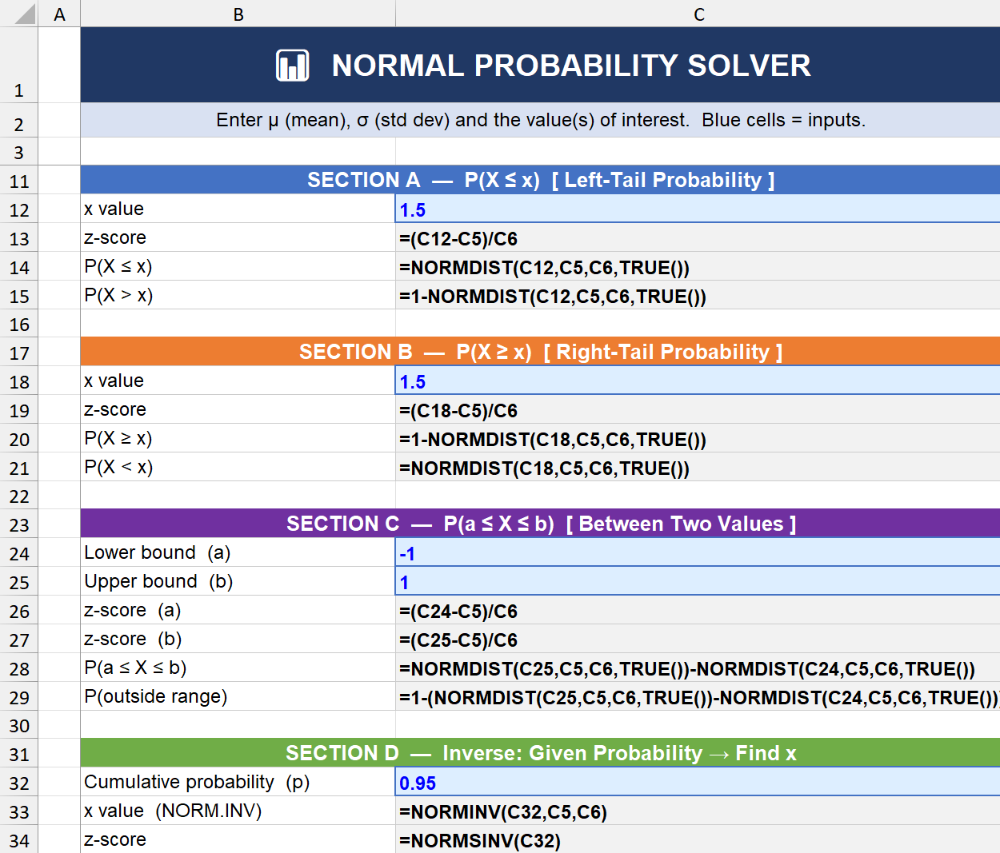 A B C
1 NORMAL PROBABILITY SOLVER
2 Enter μ (mean), σ (std dev) and the value(s) of interest.  Blue cells = inputs.
3
11 SECTION A — P(X ≤ x) [ Left-Tail Probability ]
12 x value 1.5
13 z-score =(C12-C5)/C6
14 P(X ≤ x) =NORMDIST(C12,C5,C6,TRUE())
15 P(X > x) =1-NORMDIST(C12,C5,C6,TRUE())
16
17 SECTION B — P(X ≥ x) [ Right-Tail Probability ]
18 x value 1.5
19 z-score =(C18-C5)/C6
20 P(X ≥ x) =1-NORMDIST(C18,C5,C6,TRUE())
21 P(X < x) =NORMDIST(C18,C5,C6,TRUE())
22
23 SECTION C — P(a ≤ X ≤ b) [ Between Two Values ]
24 Lower bound (a) -1
25 Upper bound (b) 1
26 z-score (a) =(C24-C5)/C6
27 z-score (b) =(C25-C5)/C6
28 P(a ≤ X ≤ b) =NORMDIST(C25,C5,C6,TRUE())-NORMDIST(C24,C5,C6,TRUE())
29 P(outside range) =1-(NORMDIST(C25,C5,C6,TRUE())-NORMDIST(C24,C5,C6,TRUE()))
30
31 SECTION D — Inverse: Given Probability → Find x
32 Cumulative probability (p) 0.95
33 x value (NORM.INV) =NORMINV(C32,C5,C6)
34 z-score =NORMSINV(C32)